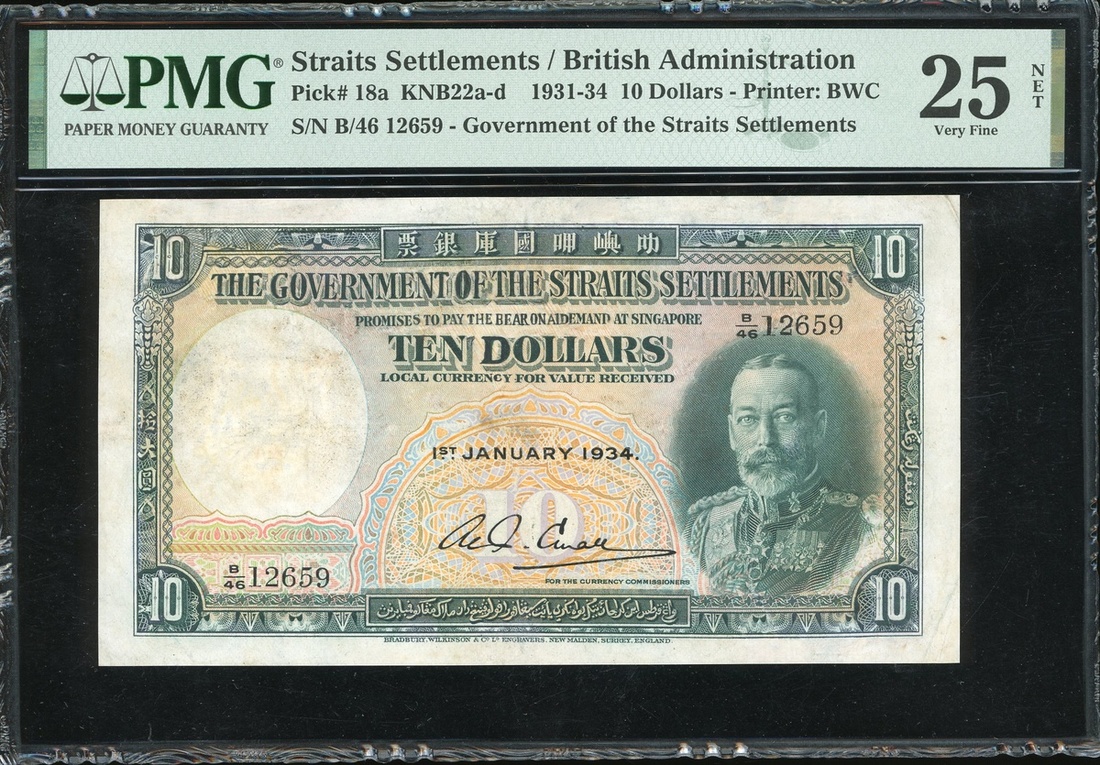 PMG® Straits Settlements / British Administration
PAPER MONEY GUARANTY
Pick# 18a KNB22a-d 1931-34 10 Dollars - Printer: BWC
S/N B/46 12659 - Government of the Straits Settlements
25 NET
Very Fine
票銀庫國呷嶼叻
10 10
THE GOVERNMENT OF THE STRAITS SETTLEMENTS
PROMISES TO PAY THE BEARER ON DEMAND AT SINGAPORE
B/46 12659
TEN DOLLARS
LOCAL CURRENCY FOR VALUE RECEIVED
1ST JANUARY 1934.
10
B/46 12659
FOR THE CURRENCY COMMISSIONERS
10 10
BRADBURY, WILKINSON & Co Ld ENGRAVERS, NEW MALDEN, SURREY, ENGLAND